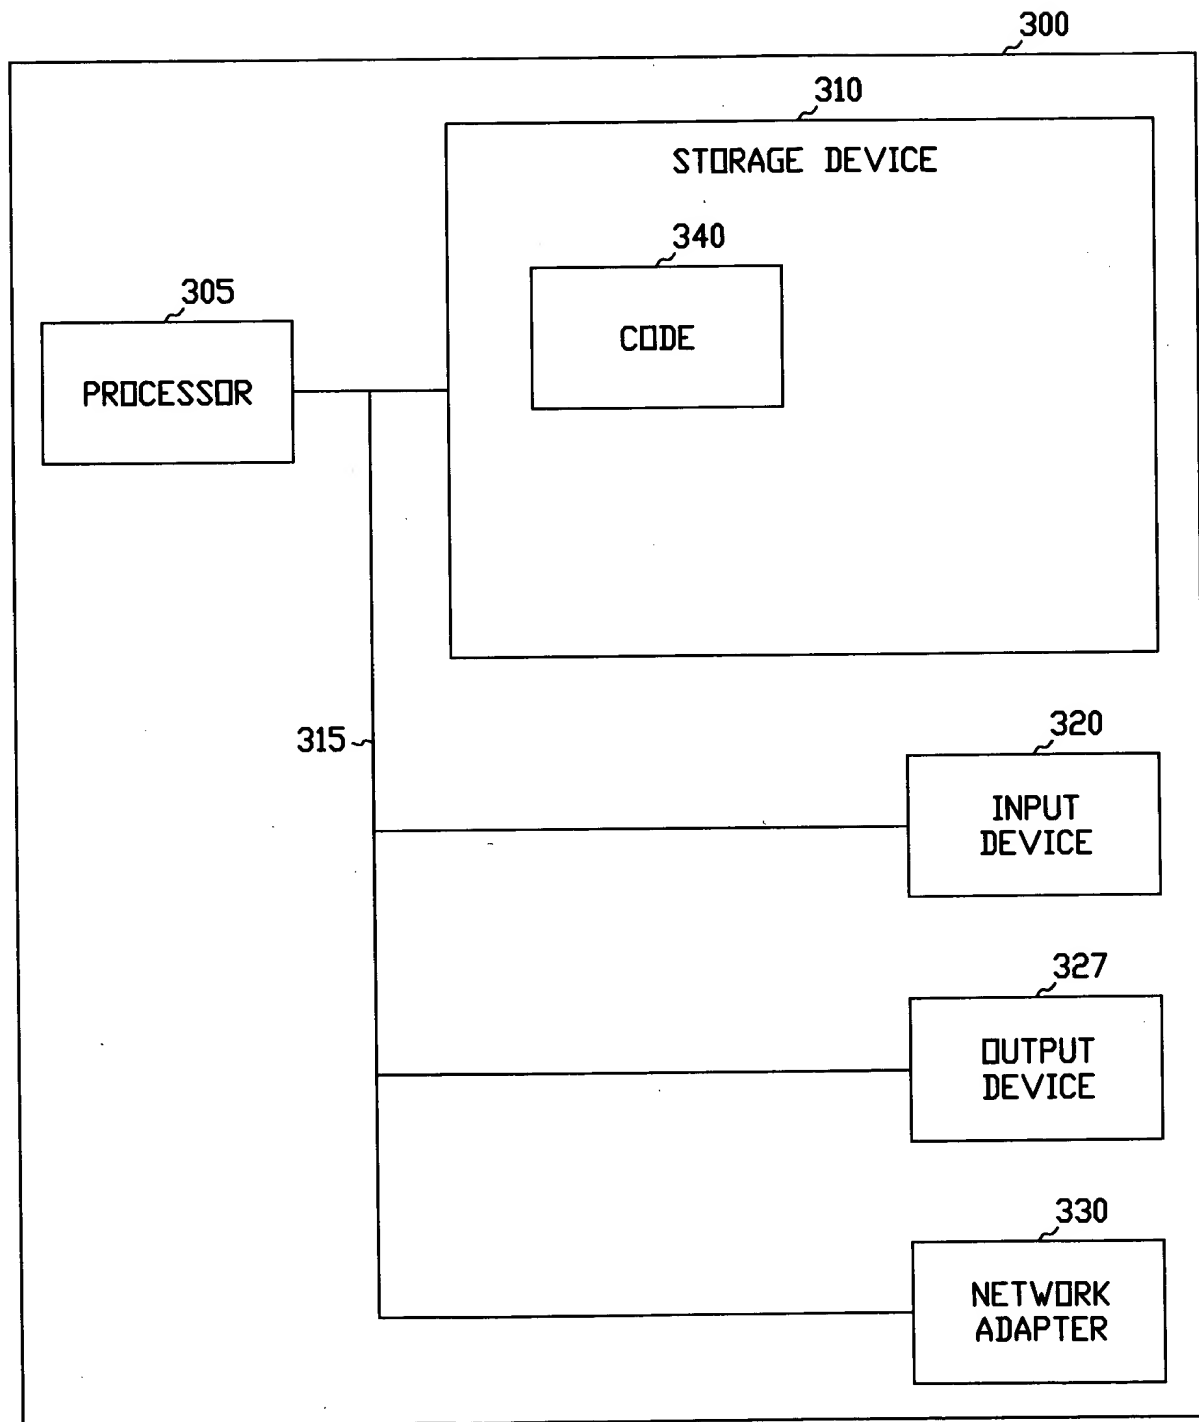 300
310
STORAGE DEVICE
340
CODE
305
PROCESSOR
315
320
INPUT
DEVICE
327
OUTPUT
DEVICE
330
NETWORK
ADAPTER